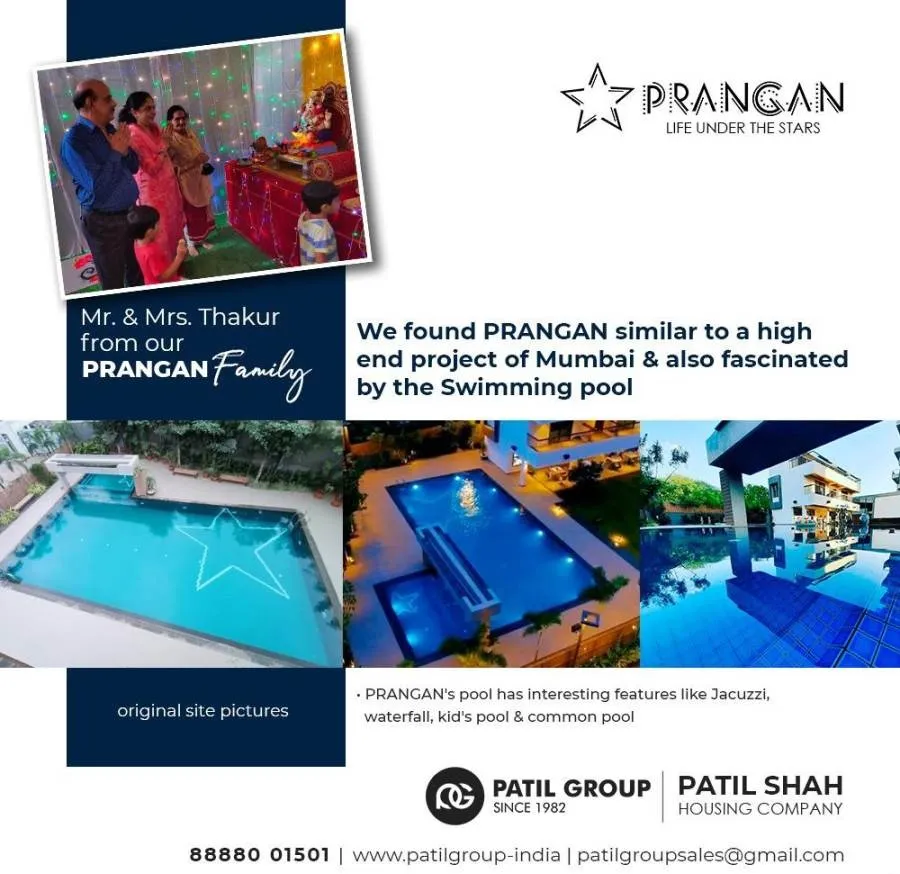 PRANGAN
LIFE UNDER THE STARS
Mr. & Mrs. Thakur
from our
PRANGAN Family
We found PRANGAN similar to a high
end project of Mumbai & also fascinated
by the Swimming pool
original site pictures
• PRANGAN's pool has interesting features like Jacuzzi,
waterfall, kid's pool & common pool
PG PATIL GROUP
SINCE 1982
PATIL SHAH
HOUSING COMPANY
88880 01501 | www.patilgroup-india | patilgroupsales@gmail.com